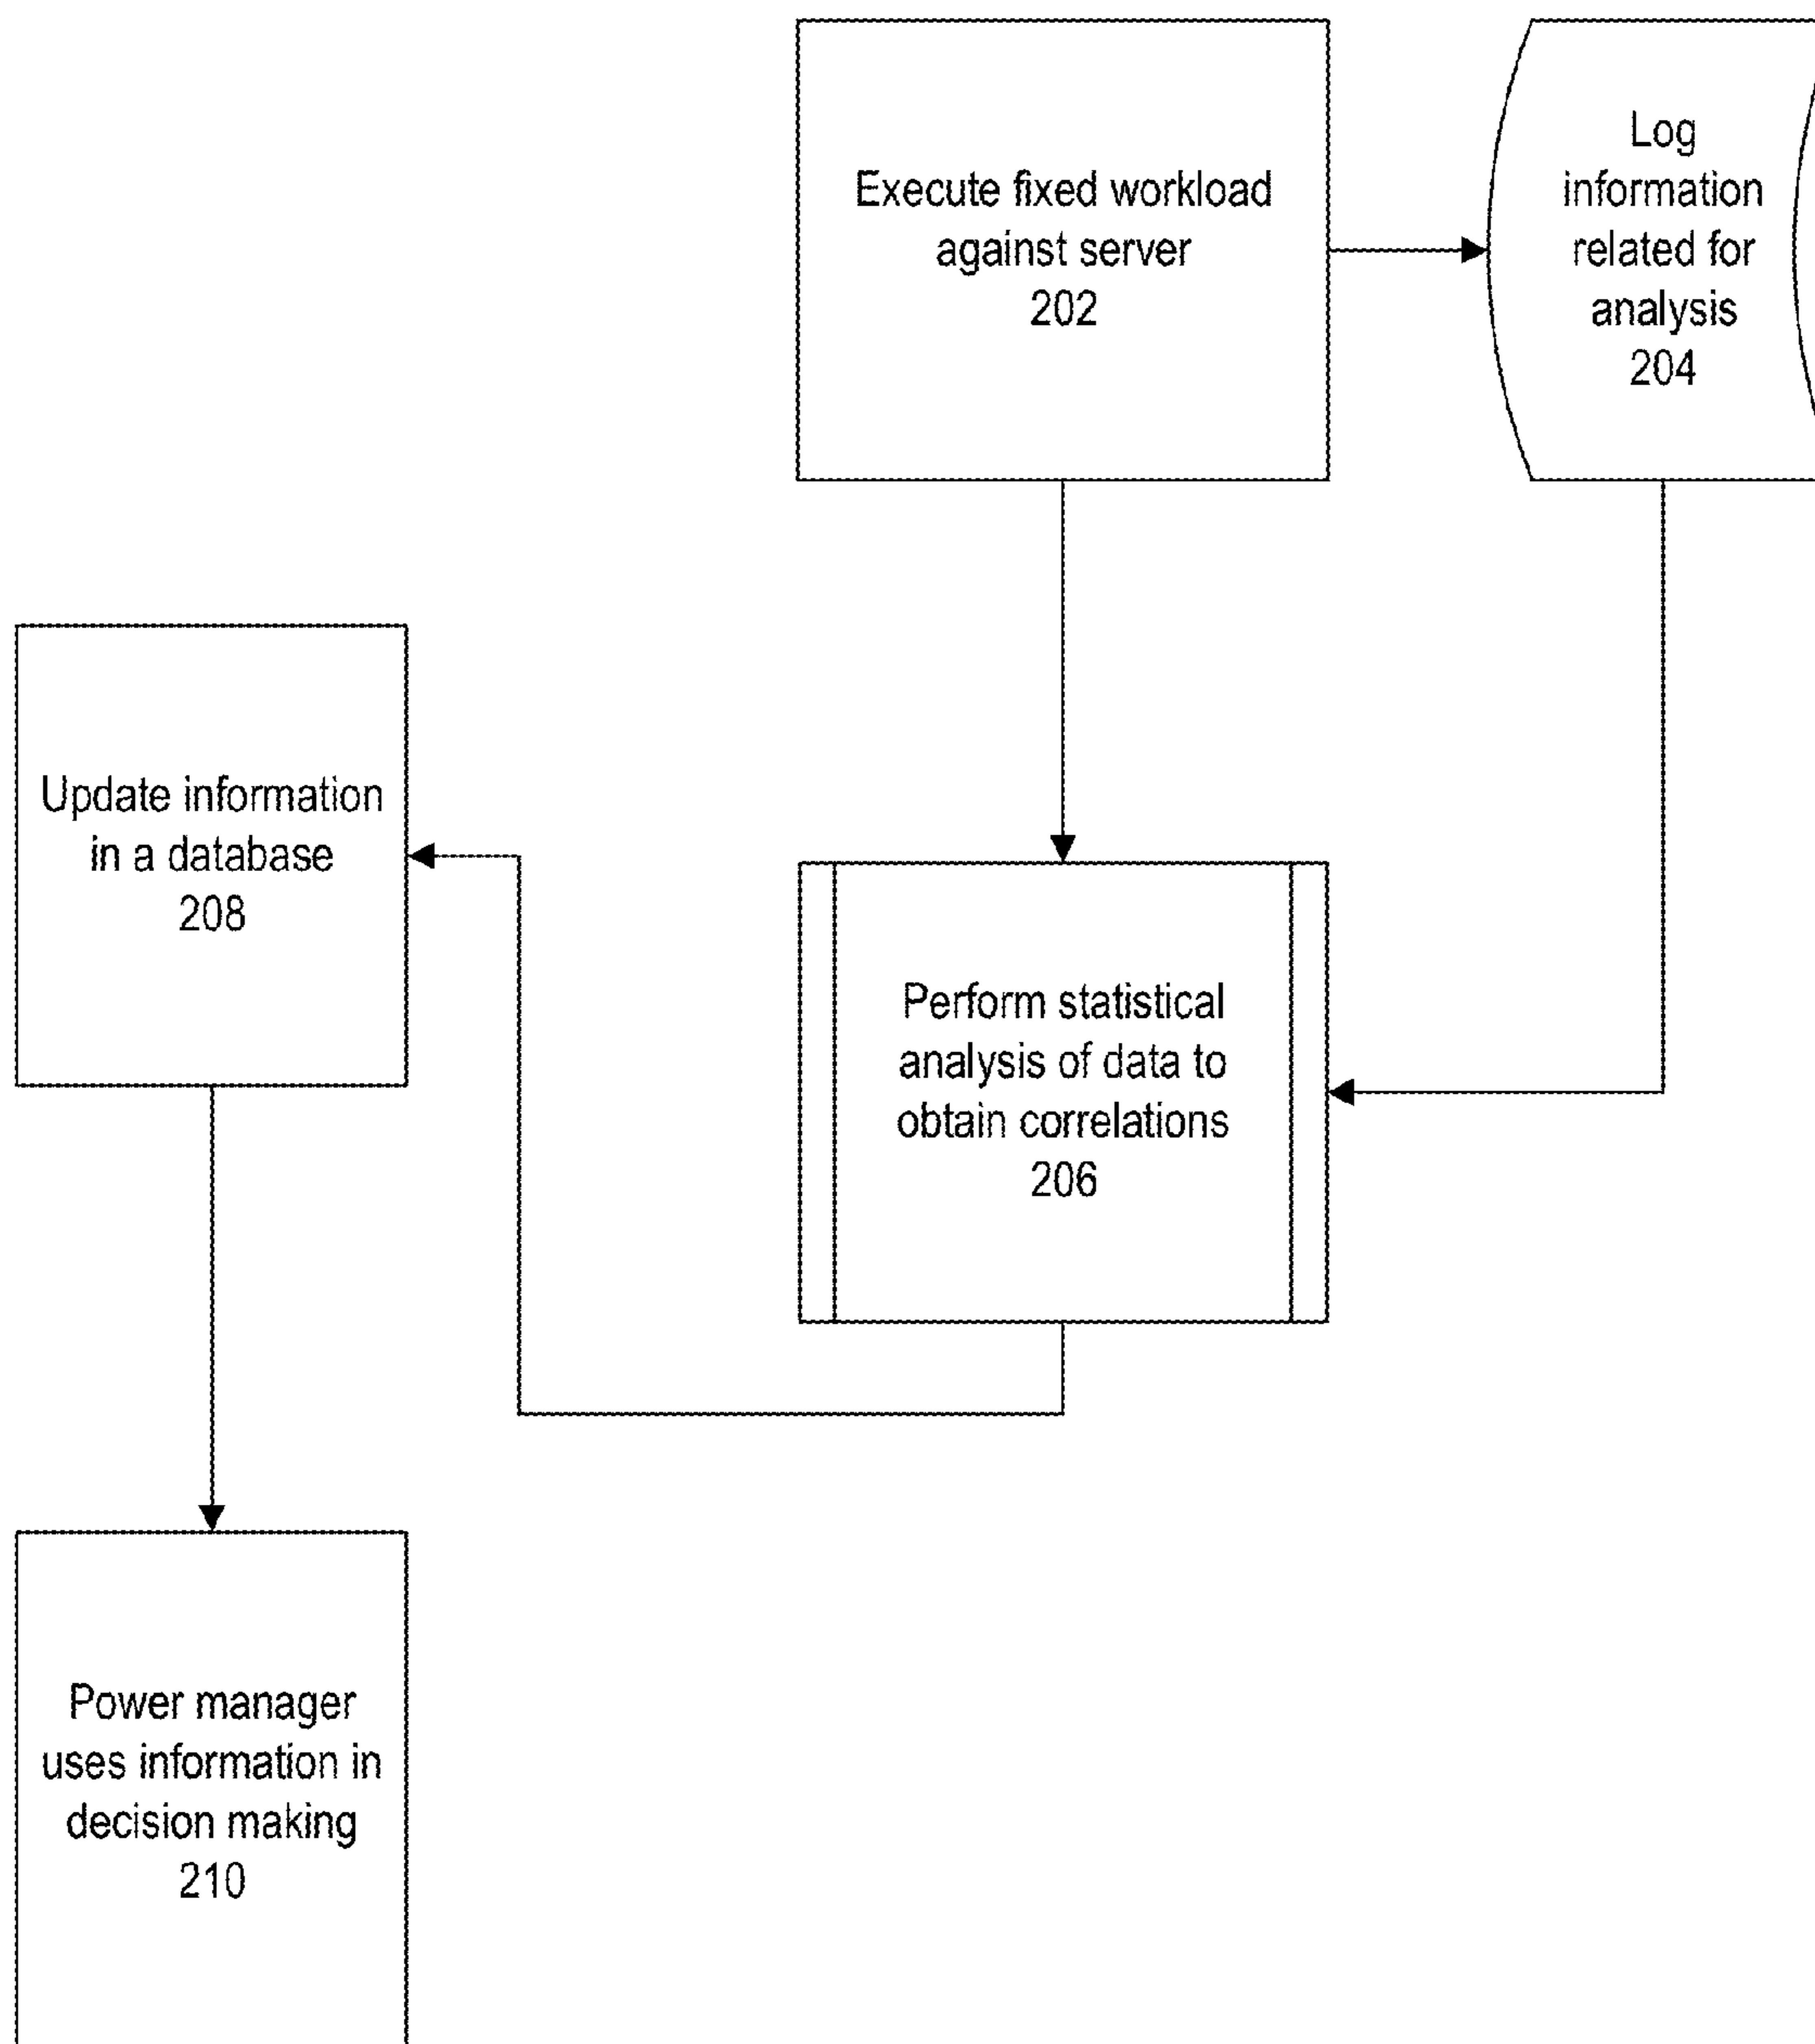 Execute fixed workload
against server
202
Log
information
related for
analysis
204
Update information
in a database
208
Perform statistical
analysis of data to
obtain correlations
206
Power manager
uses information in
decision making
210